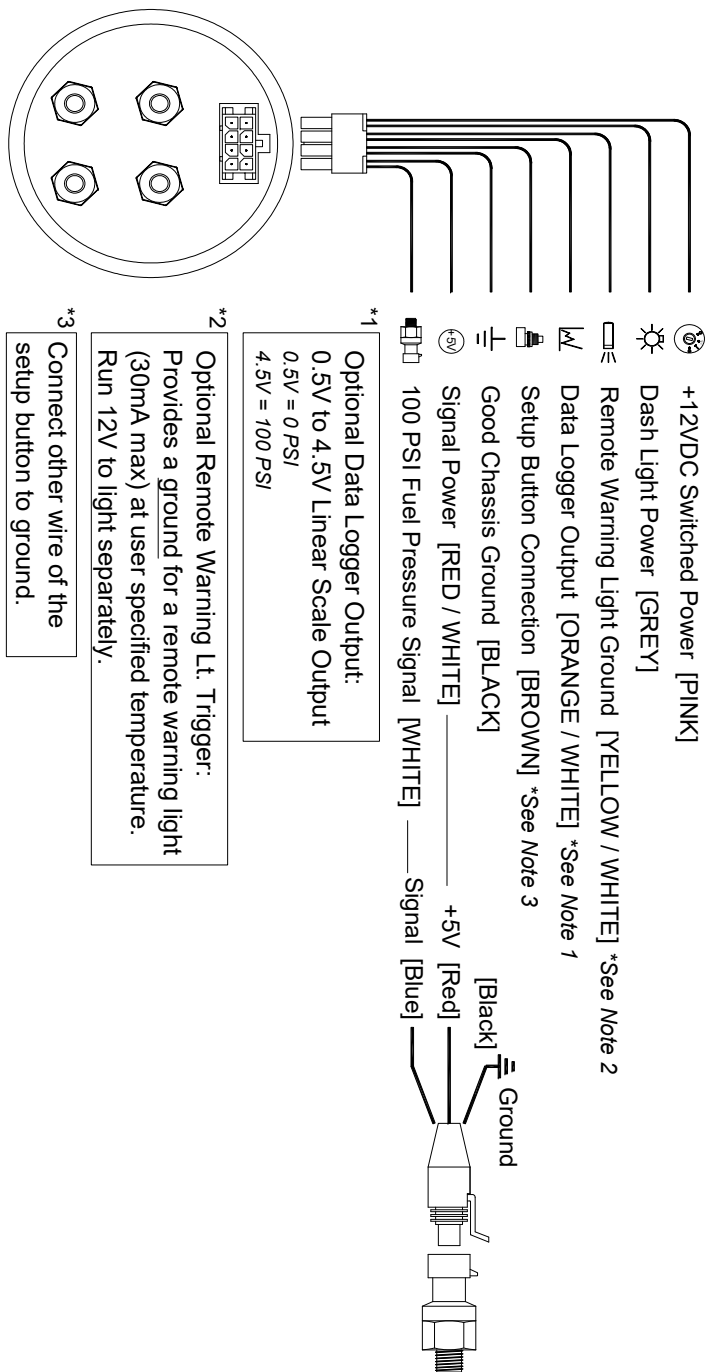 +12VDC Switched Power [PINK]
Dash Light Power [GREY]
Remote Warning Light Ground [YELLOW / WHITE] *See Note 2
Data Logger Output [ORANGE / WHITE] *See Note 1
Setup Button Connection [BROWN] *See Note 3
Good Chassis Ground [BLACK]
+5V
Signal Power [RED / WHITE]
100 PSI Fuel Pressure Signal [WHITE]
Ground
[Black]
+5V [Red]
Signal [Blue]
*1
Optional Data Logger Output:
0.5V to 4.5V Linear Scale Output
0.5V = 0 PSI
4.5V = 100 PSI
*2
Optional Remote Warning Lt. Trigger:
Provides a ground for a remote warning light
(30mA max) at user specified temperature.
Run 12V to light separately.
*3
Connect other wire of the
setup button to ground.